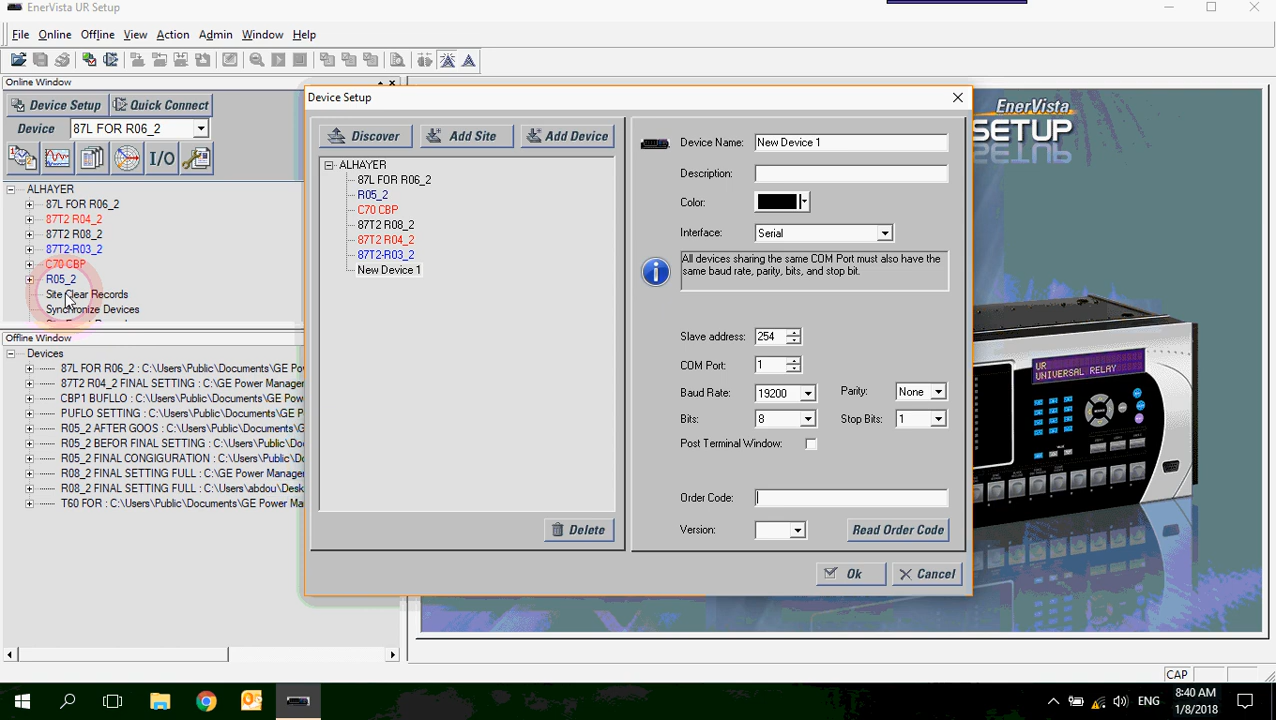 EnerVista UR Setup
File Online Offline View Action Admin Window Help
Online Window
Device Setup Quick Connect
Device 87L FOR R06_2
I/O
ALHAYER
87L FOR R06_2
87T2 R04_2
87T2 R08_2
87T2-R03_2
C70 CBP
R05_2
Site Clear Records
Synchronize Devices
Offline Window
Devices
87L FOR R06_2 : C:\Users\Public\Documents\GE P
87T2 R04_2 FINAL SETTING : C:\GE Power Manager
CBP1 BUFLLO : C:\Users\Public\Documents\GE Pow
PUFLO SETTING : C:\Users\Public\Documents\GE P
R05_2 AFTER GOOS : C:\Users\Public\Documents\G
R05_2 BEFOR FINAL SETTING : C:\Users\Public\Do
R05_2 FINAL CONGIGURATION : C:\Users\Public\Do
R08_2 FINAL SETTING FULL : C:\Users\Public\Doc
R08_2 FINAL SETTING FULL : C:\Users\abdou\Desk
T60 FOR : C:\Users\Public\Documents\GE Power Ma
Device Setup
Discover Add Site Add Device
ALHAYER
87L FOR R06_2
R05_2
C70 CBP
87T2 R08_2
87T2 R04_2
87T2-R03_2
New Device 1
Delete
Device Name: New Device 1
Description:
Color:
Interface: Serial
All devices sharing the same COM Port must also have the
same baud rate, parity, bits, and stop bit.
Slave address: 254
COM Port: 1
Baud Rate: 19200 Parity: None
Bits: 8 Stop Bits: 1
Post Terminal Window:
Order Code:
Version: Read Order Code
Ok Cancel
EnerVista
SETUP
UR
UNIVERSAL RELAY
CAP
ENG
8:40 AM
1/8/2018